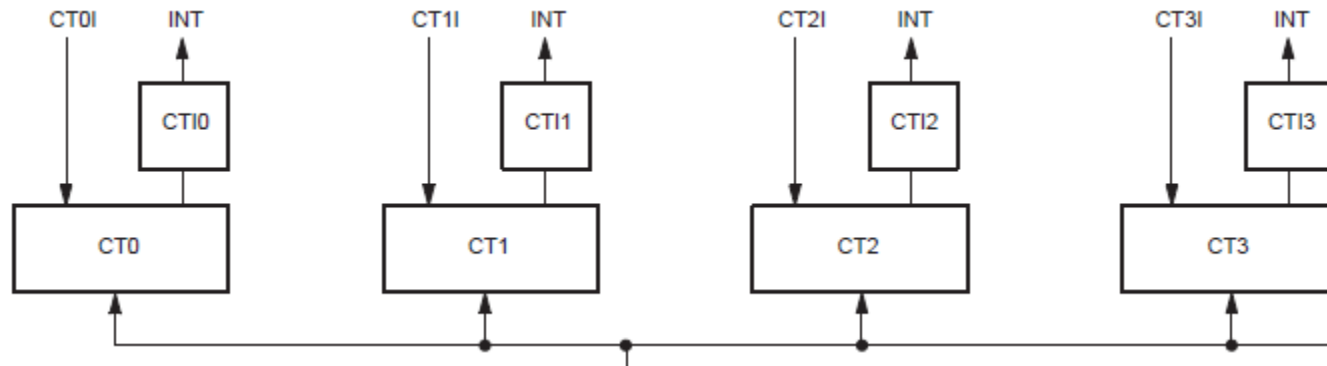 CT0I INT CT1I INT CT2I INT CT3I INT
CTI0 CTI1 CTI2 CTI3
CT0 CT1 CT2 CT3